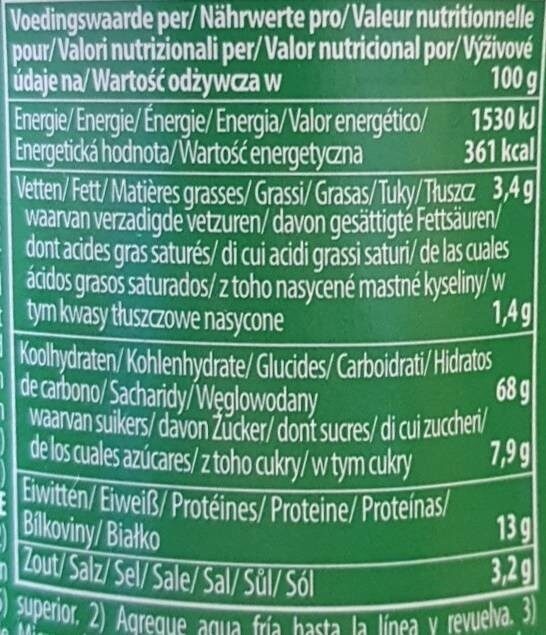 Voedingswaarde per/ Nährwerte pro/ Valeur nutritionnelle
pour/ Valori nutrizionali per/ Valor nutricional por/ Výživové
údaje na/ Wartość odżywcza w 100 g
Energie/ Energie/ Énergie/ Energia/ Valor energético/ 1530 kJ
Energetická hodnota/ Wartość energetyczna 361 kcal
Vetten/ Fett/ Matières grasses/ Grassi/ Grasas/ Tuky/ Tłuszcz 3,4 g
waarvan verzadigde vetzuren/ davon gesättigte Fettsäuren/
dont acides gras saturés/ di cui acidi grassi saturi/ de las cuales
ácidos grasos saturados/ z toho nasycené mastné kyseliny/ w
tym kwasy tłuszczowe nasycone 1,4 g
Koolhydraten/ Kohlenhydrate/ Glucides/ Carboidrati/ Hidratos
de carbono/ Sacharidy/ Węglowodany 68 g
waarvan suikers/ davon Zucker/ dont sucres/ di cui zuccheri/
de los cuales azúcares/ z toho cukry/ w tym cukry 7,9 g
Eiwitten/ Eiweiß/ Protéines/ Proteine/ Proteínas/
Bílkoviny/ Białko 13 g
Zout/ Salz/ Sel/ Sale/ Sal/ Sůl/ Sól 3,2 g
superior. 2) Agregue agua fría hasta la línea y revuelva. 3)